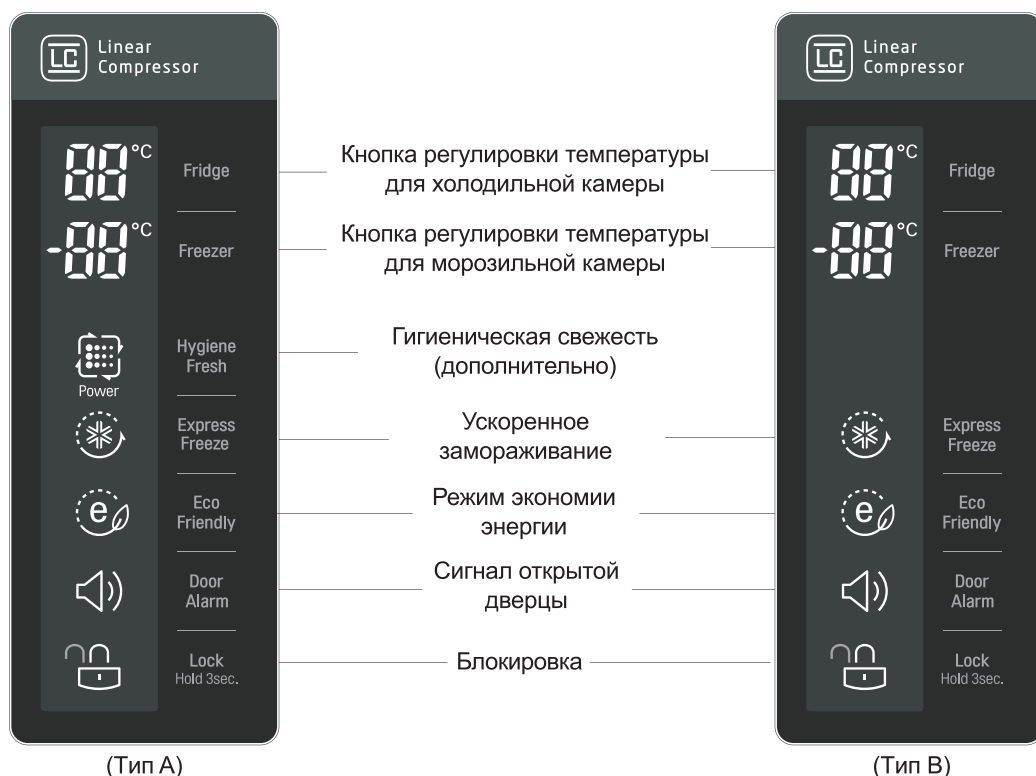 LC
Linear
Compressor
88 °C
Fridge
-88 °C
Freezer
Hygiene
Fresh
Power
Express
Freeze
e
Eco
Friendly
Door
Alarm
Lock
Hold 3sec.
(Тип A)
Кнопка регулировки температуры
для холодильной камеры
Кнопка регулировки температуры
для морозильной камеры
Гигиеническая свежесть
(дополнительно)
Ускоренное
замораживание
Режим экономии
энергии
Сигнал открытой
дверцы
Блокировка
LC
Linear
Compressor
88 °C
Fridge
-88 °C
Freezer
Express
Freeze
e
Eco
Friendly
Door
Alarm
Lock
Hold 3sec.
(Тип B)